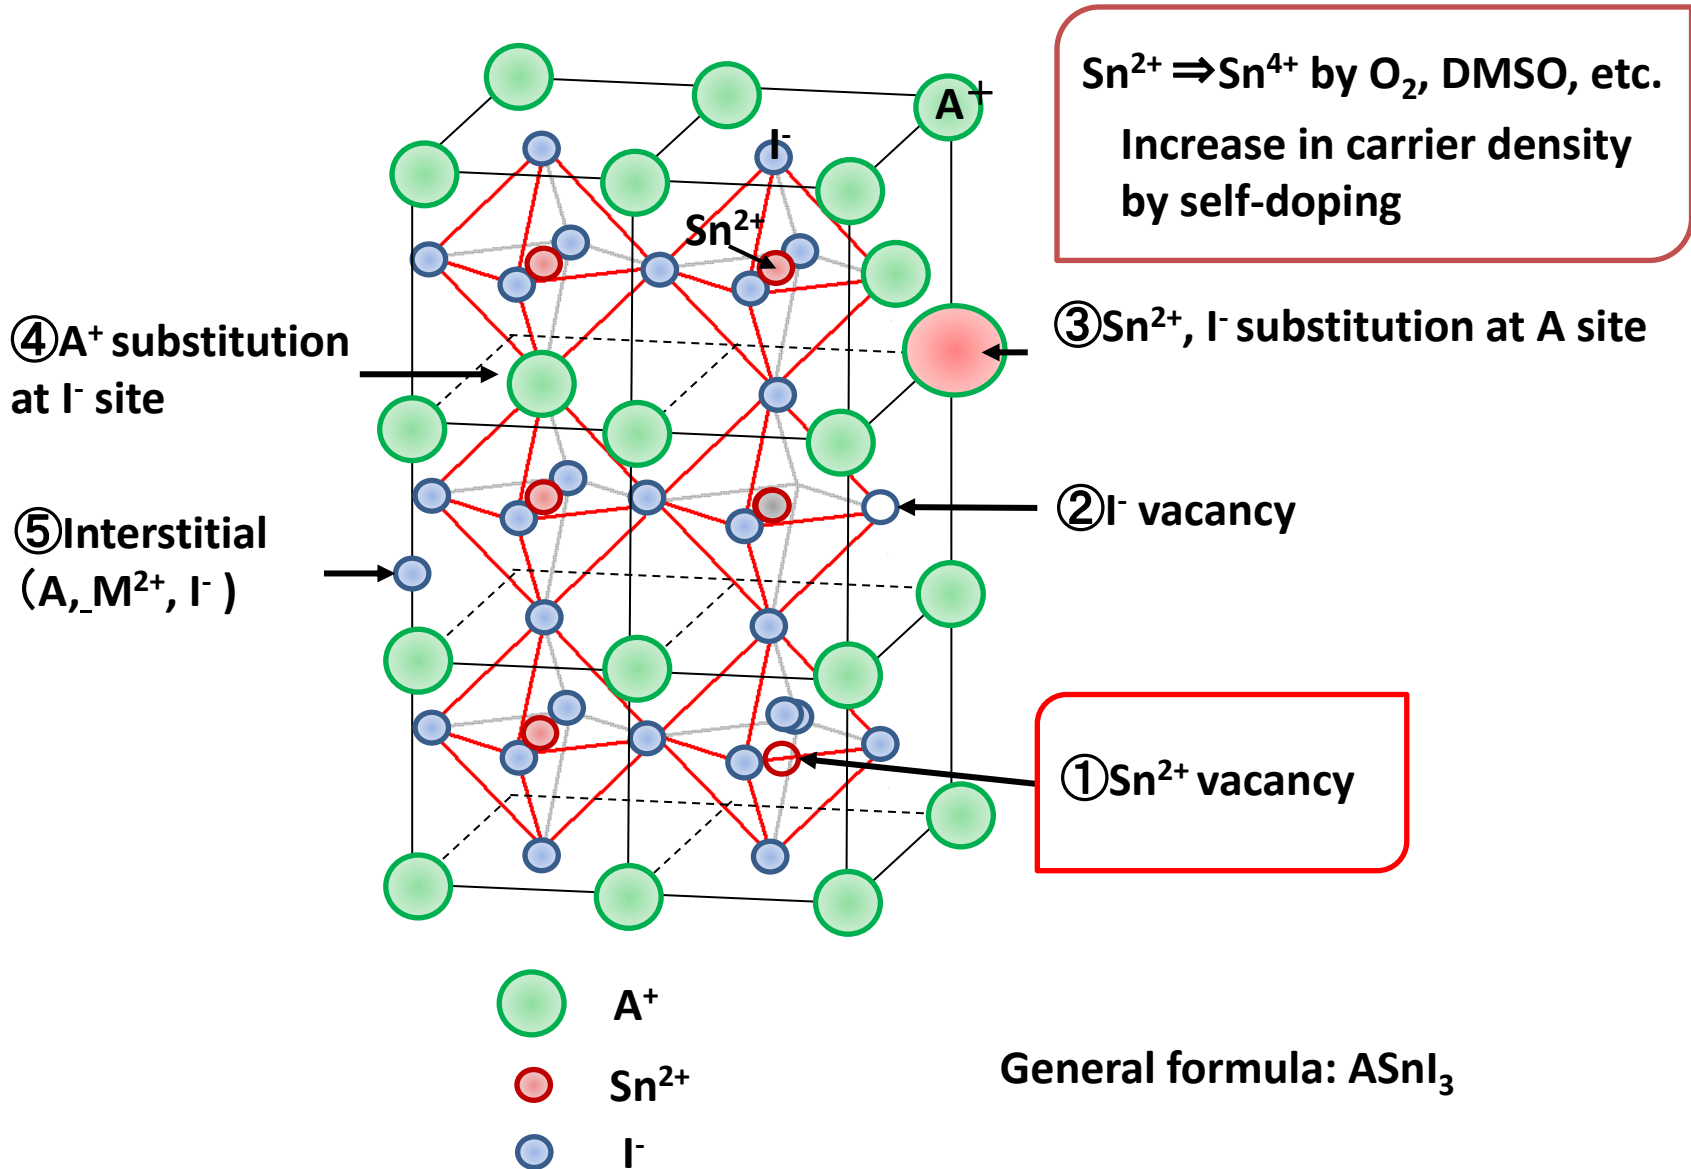 Sn²⁺ ⇒Sn⁴⁺ by O₂, DMSO, etc.
Increase in carrier density
by self-doping
A⁺
I⁻
Sn²⁺
③Sn²⁺, I⁻ substitution at A site
④A⁺ substitution
at I⁻ site
②I⁻ vacancy
⑤Interstitial
(A,_M²⁺, I⁻ )
①Sn²⁺ vacancy
A⁺
Sn²⁺
I⁻
General formula: ASnI₃